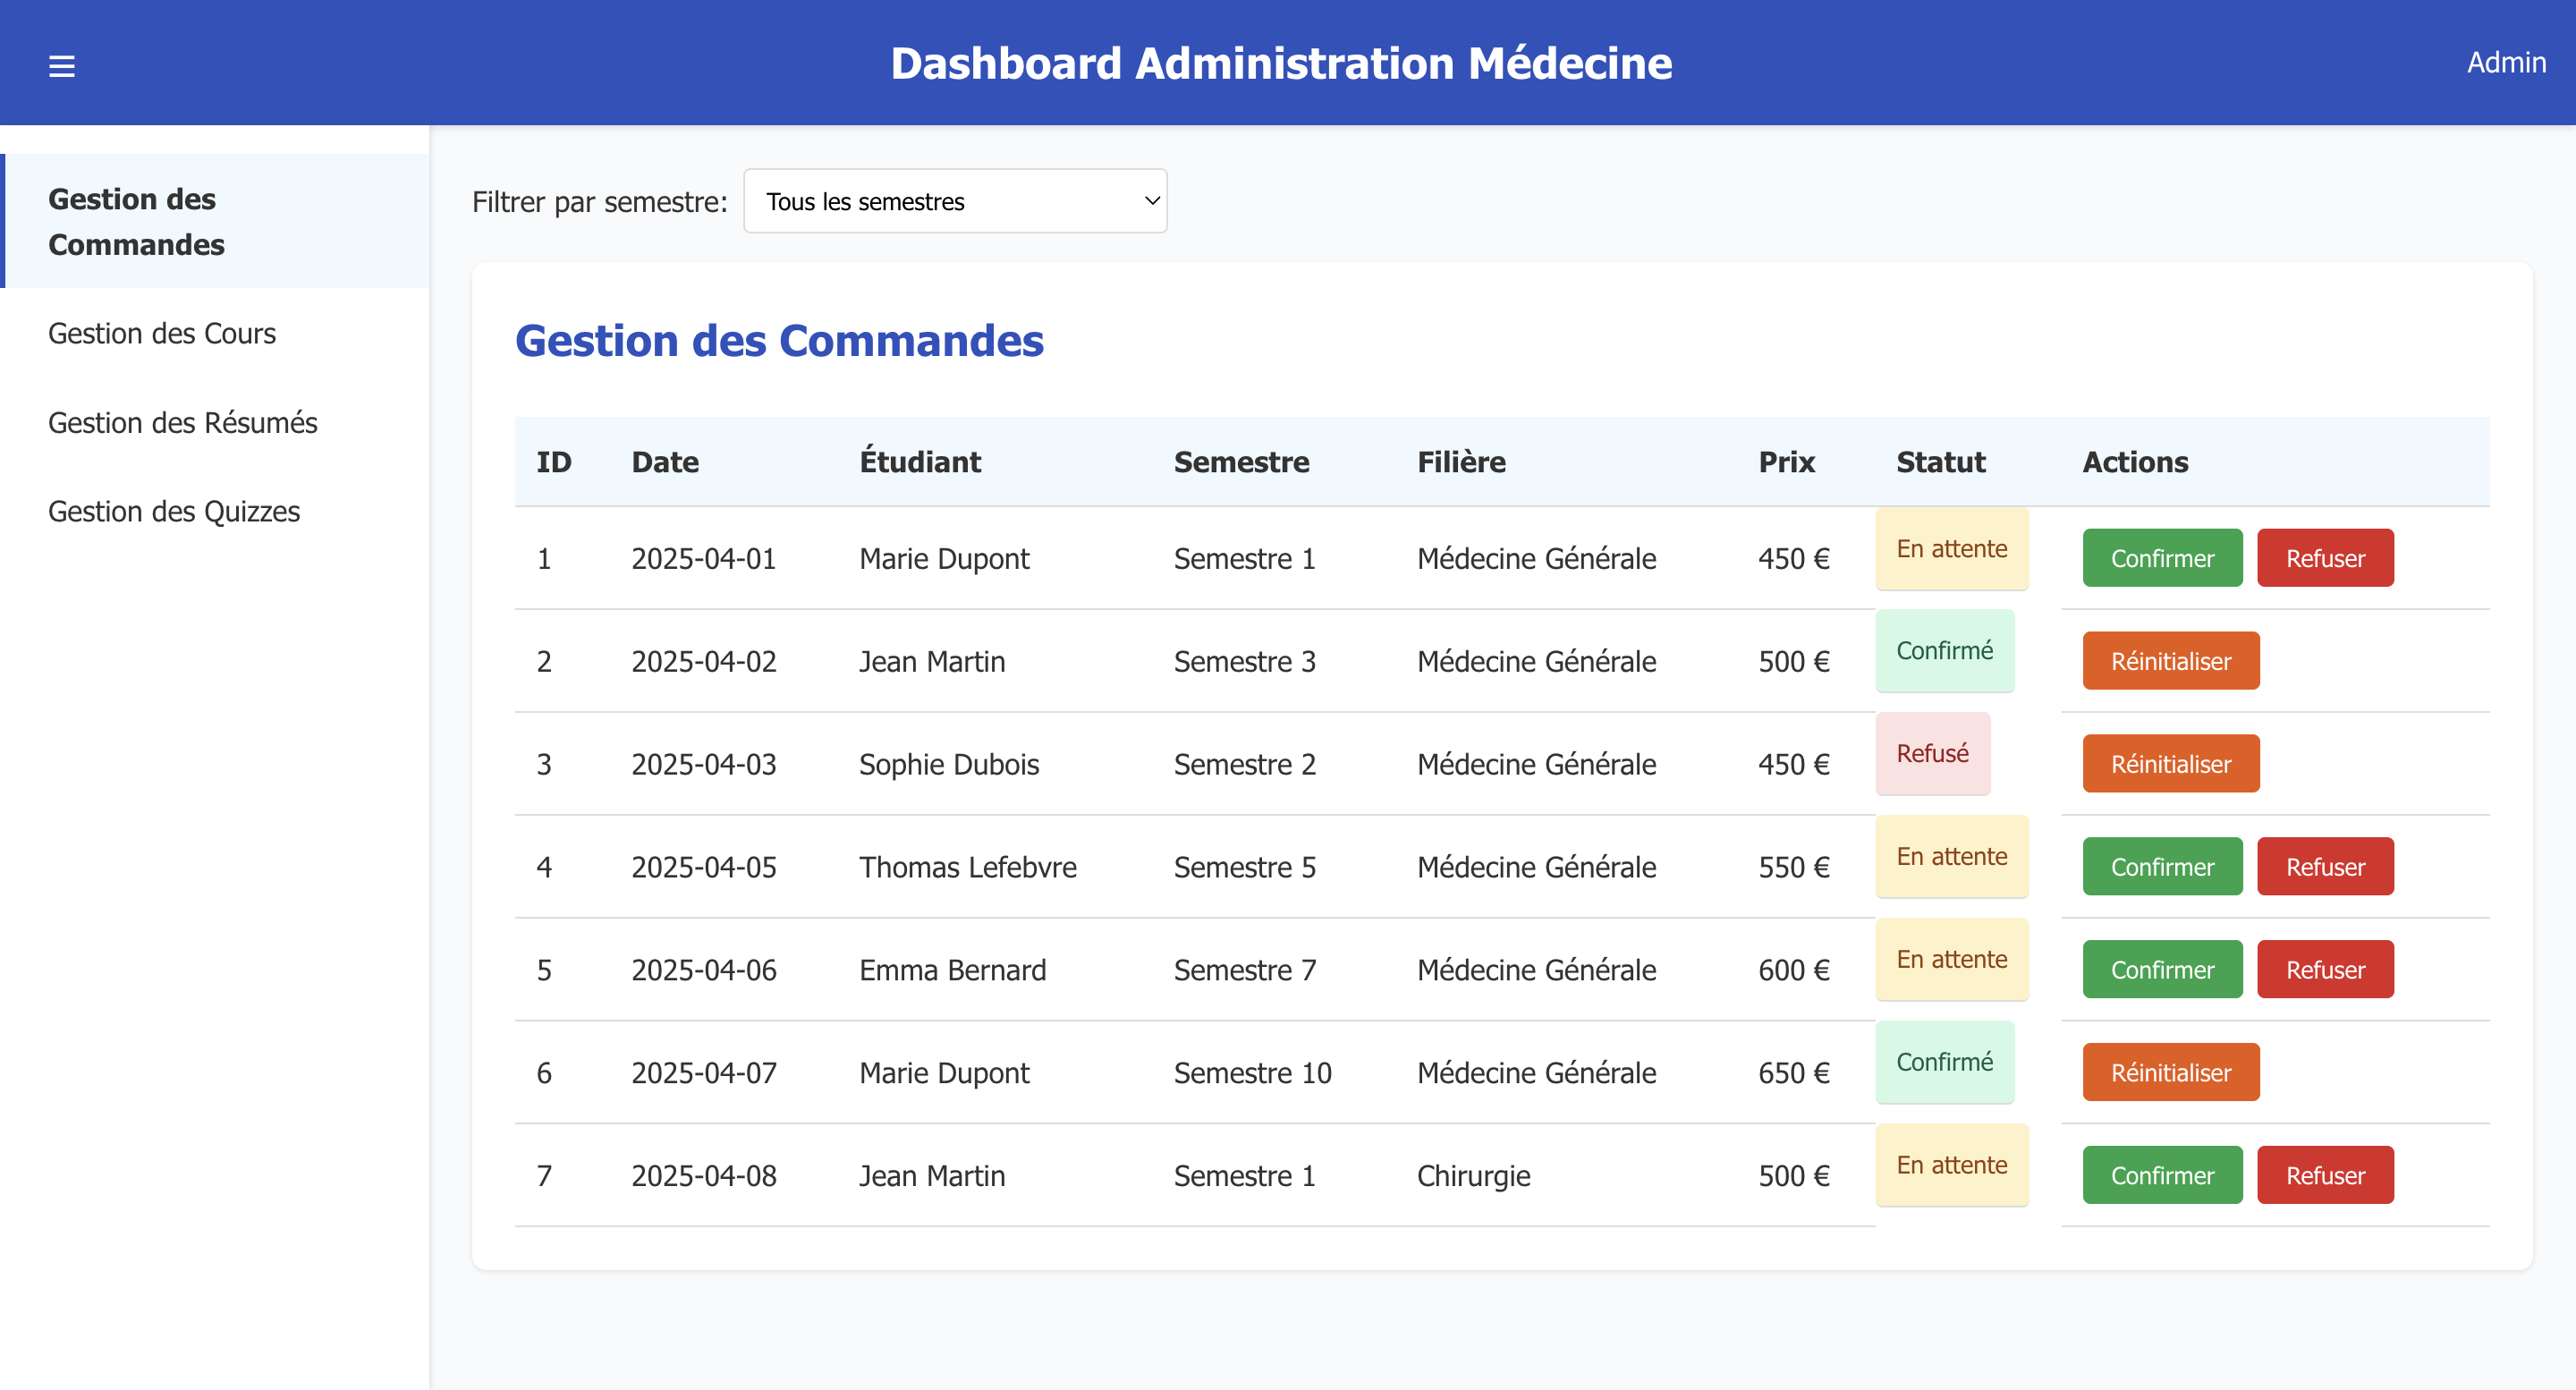 Dashboard Administration Médecine
Admin
Gestion des
Commandes
Gestion des Cours
Gestion des Résumés
Gestion des Quizzes
Filtrer par semestre: Tous les semestres
Gestion des Commandes
ID Date Étudiant Semestre Filière Prix Statut Actions
1 2025-04-01 Marie Dupont Semestre 1 Médecine Générale 450 € En attente Confirmer Refuser
2 2025-04-02 Jean Martin Semestre 3 Médecine Générale 500 € Confirmé Réinitialiser
3 2025-04-03 Sophie Dubois Semestre 2 Médecine Générale 450 € Refusé Réinitialiser
4 2025-04-05 Thomas Lefebvre Semestre 5 Médecine Générale 550 € En attente Confirmer Refuser
5 2025-04-06 Emma Bernard Semestre 7 Médecine Générale 600 € En attente Confirmer Refuser
6 2025-04-07 Marie Dupont Semestre 10 Médecine Générale 650 € Confirmé Réinitialiser
7 2025-04-08 Jean Martin Semestre 1 Chirurgie 500 € En attente Confirmer Refuser